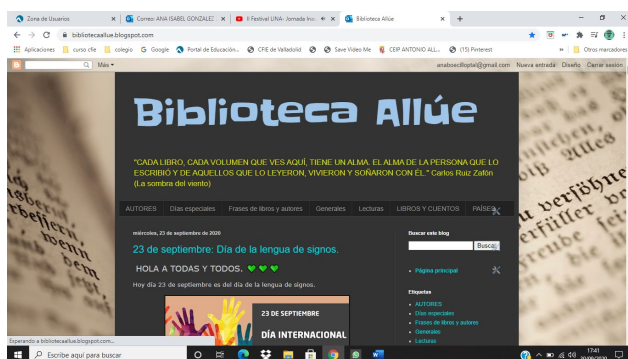 Zona de Usuarios
Correo: ANA ISABEL GONZALEZ
II Festival LINA- Jornada Ino
Biblioteca Allúe
bibliotecaallue.blogspot.com
Aplicaciones
curso cfie
colegio
Google
Portal de Educación...
CFIE de Valladolid
Save Video Me
CEIP ANTONIO ALL...
(15) Pinterest
Otros marcadores
Más
anaboecilloptal@gmail.com Nueva entrada Diseño Cerrar sesión
Biblioteca Allúe
"CADA LIBRO, CADA VOLUMEN QUE VES AQUÍ, TIENE UN ALMA. EL ALMA DE LA PERSONA QUE LO
ESCRIBIÓ Y DE AQUELLOS QUE LO LEYERON, VIVIERON Y SOÑARON CON ÉL." Carlos Ruiz Zafón
(La sombra del viento)
AUTORES Días especiales Frases de libros y autores Generales Lecturas LIBROS Y CUENTOS PAÍSES
miércoles, 23 de septiembre de 2020
23 de septiembre: Día de la lengua de signos.
HOLA A TODAS Y TODOS.
Hoy día 23 de septiembre es del día de la lengua de signos.
23 DE SEPTIEMBRE
DÍA INTERNACIONAL
Buscar este blog
Buscar
Página principal
Etiquetas
AUTORES
Días especiales
Frases de libros y autores
Generales
Lecturas
Esperando a bibliotecaallue.blogspot.com...
Escribe aquí para buscar
17:41